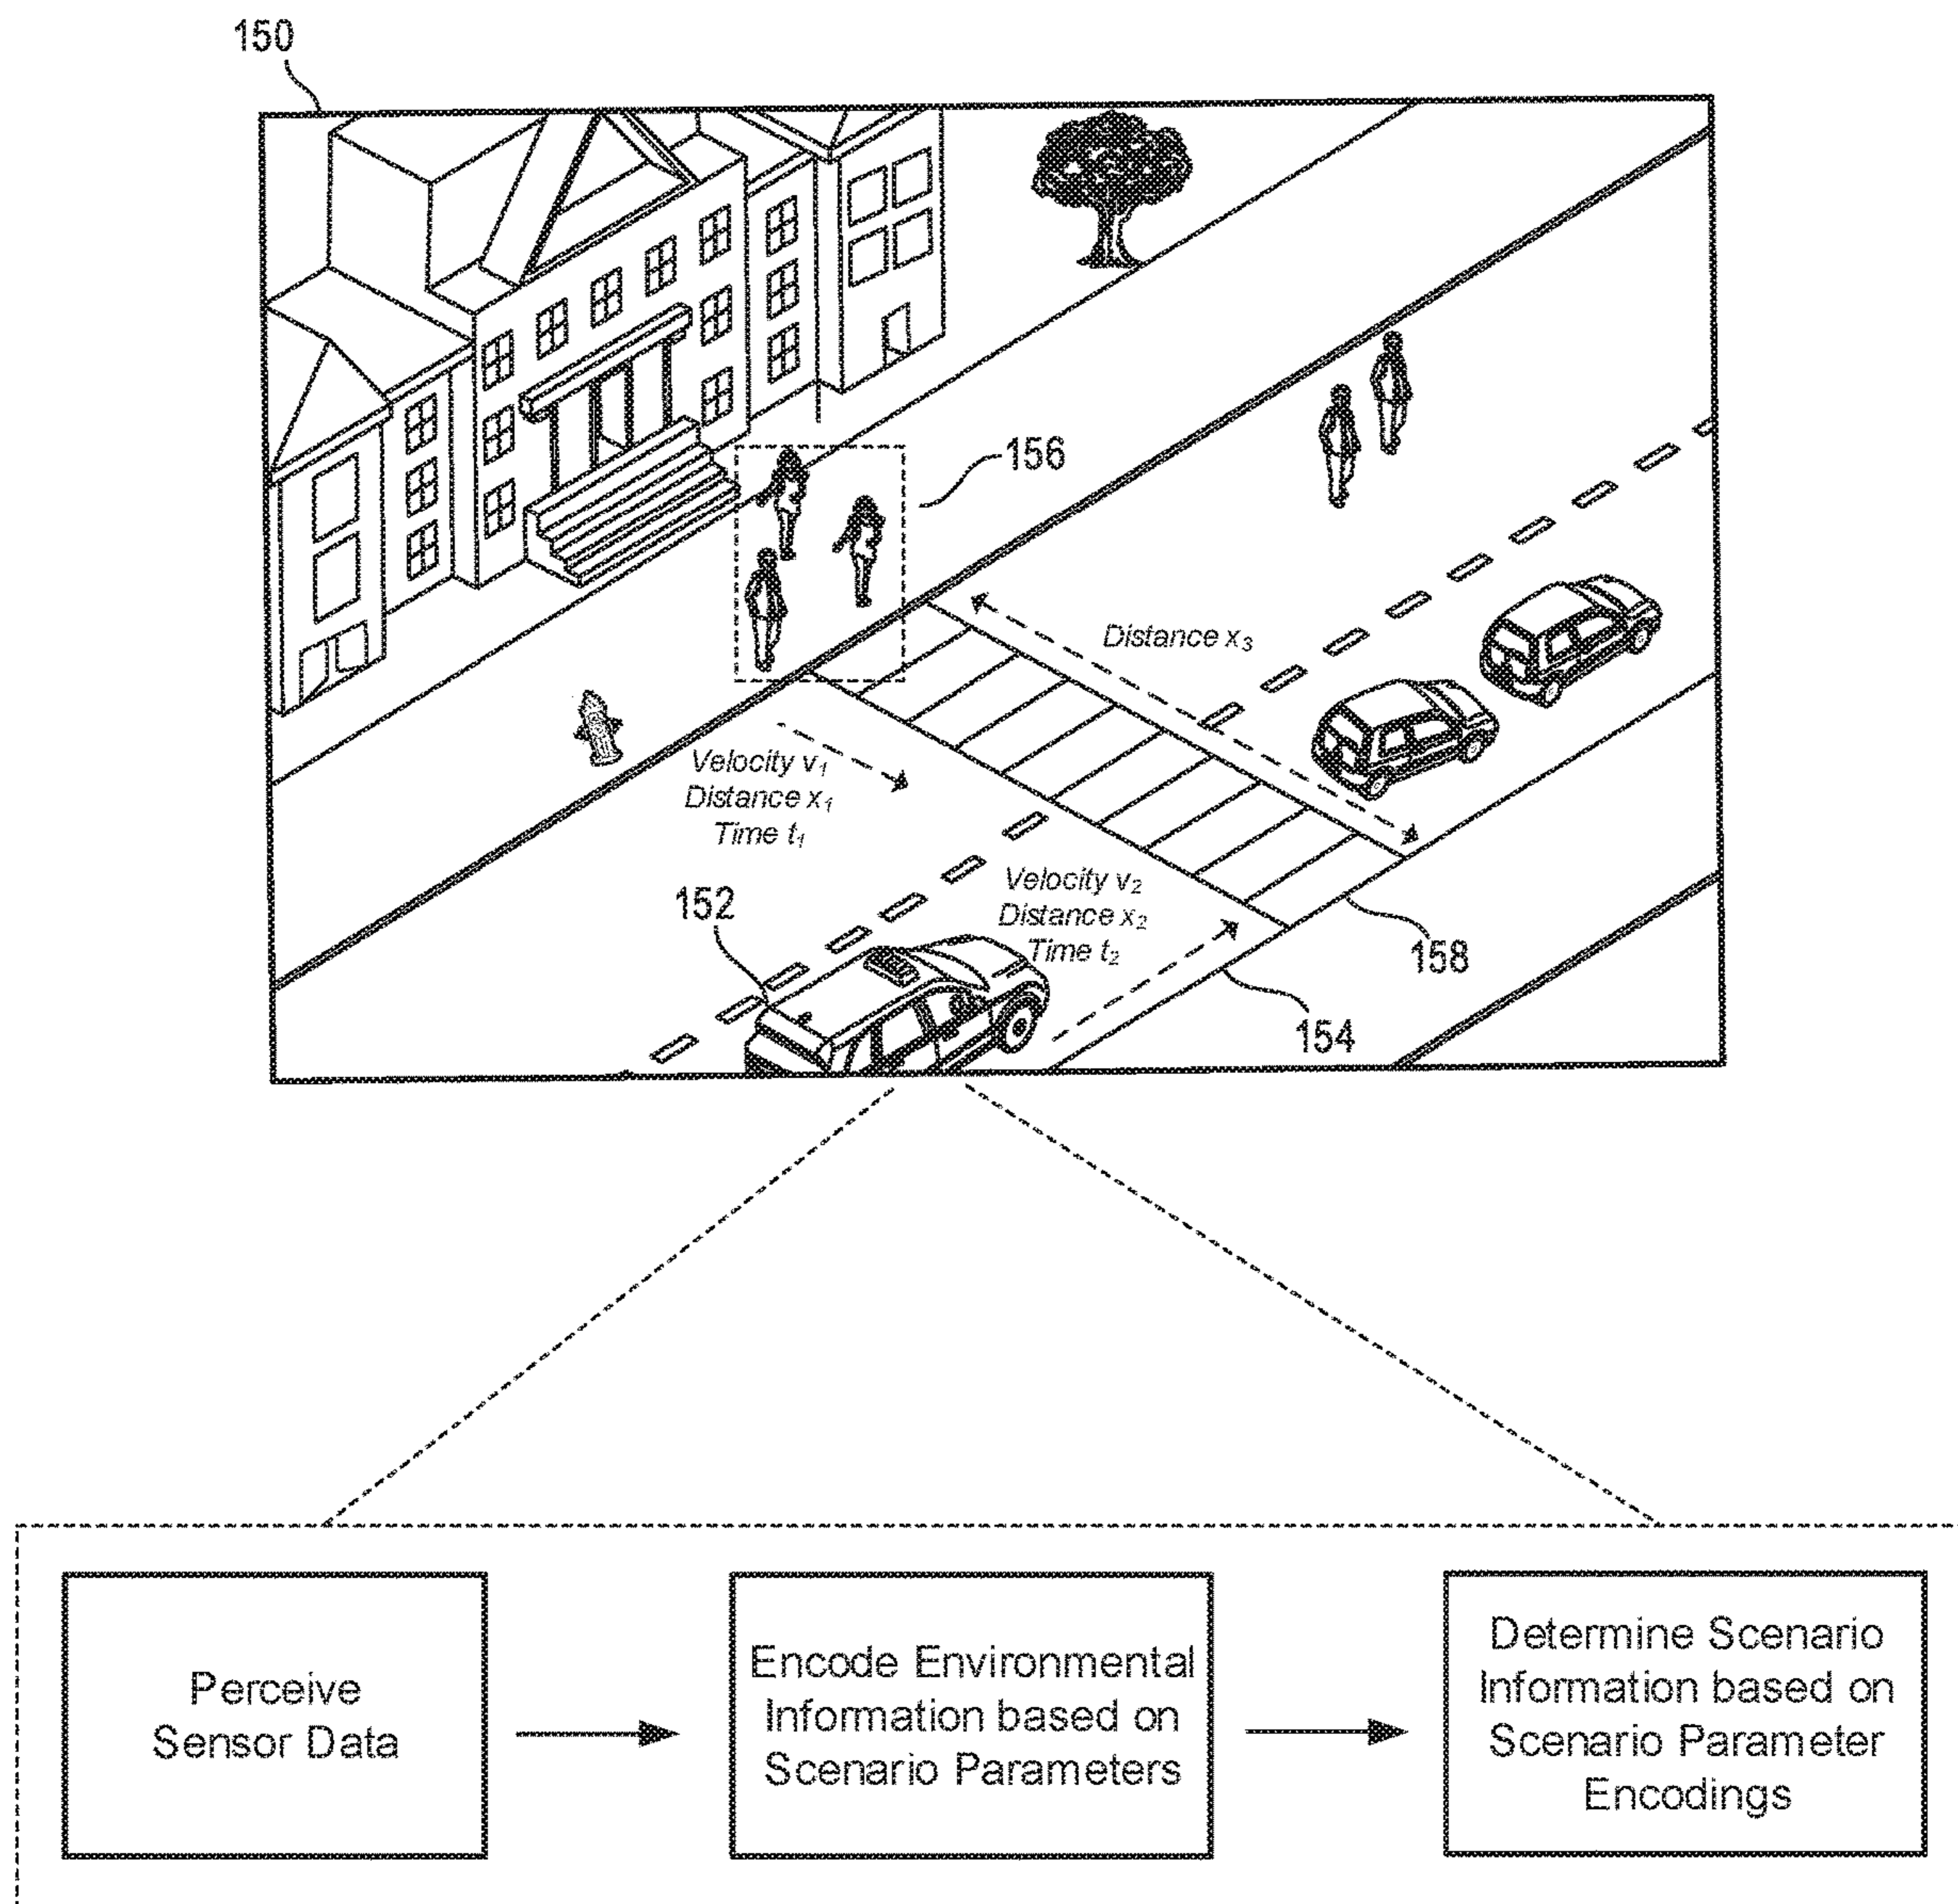 150
156
Distance x₃
Velocity v₁
Distance x₁
Time t₁
152
Velocity v₂
Distance x₂
Time t₂
158
154
Perceive
Sensor Data
Encode Environmental
Information based on
Scenario Parameters
Determine Scenario
Information based on
Scenario Parameter
Encodings